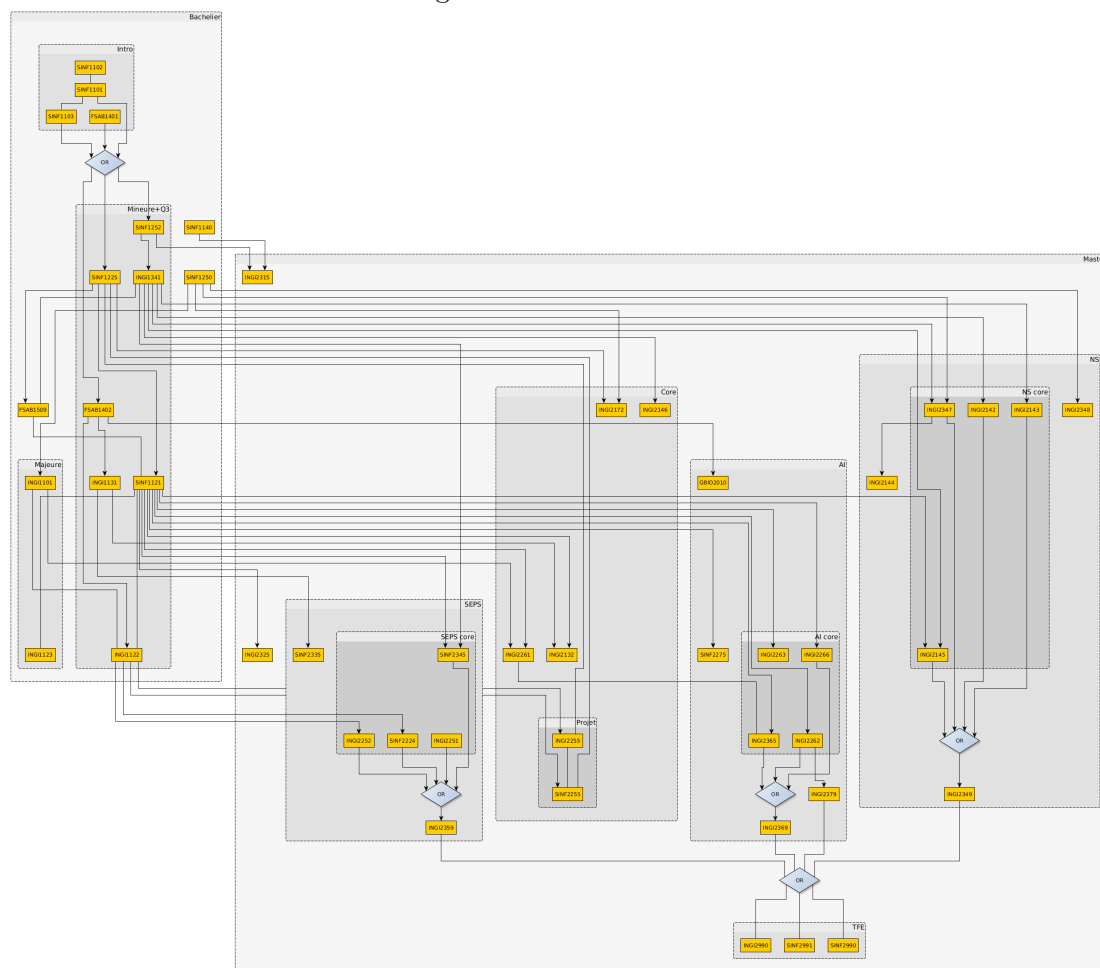 Bachelier
Intro
SINF1102
SINF1101
SINF1103
FSAB1401
OR
Mineure+Q3
SINF1252
SINF1140
Mast
SINF1225
INGI1341
SINF1250
INGI2315
NS
Core
NS core
FSAB1509
FSAB1402
INGI2172
INGI2146
INGI2347
INGI2142
INGI2143
INGI2348
Majeure
AI
INGI1101
INGI1131
SINF1121
GBIO2010
INGI2144
SEPS
SEPS core
AI core
INGI1123
INGI1122
INGI2325
SINF2335
SINF2345
INGI2261
INGI2132
SINF2275
INGI2263
INGI2266
INGI2145
Projet
INGI2252
SINF2224
INGI2251
INGI2255
INGI2365
INGI2262
OR
OR
SINF2255
OR
INGI2379
INGI2349
INGI2359
INGI2369
OR
TFE
INGI2990
SINF2991
SINF2990